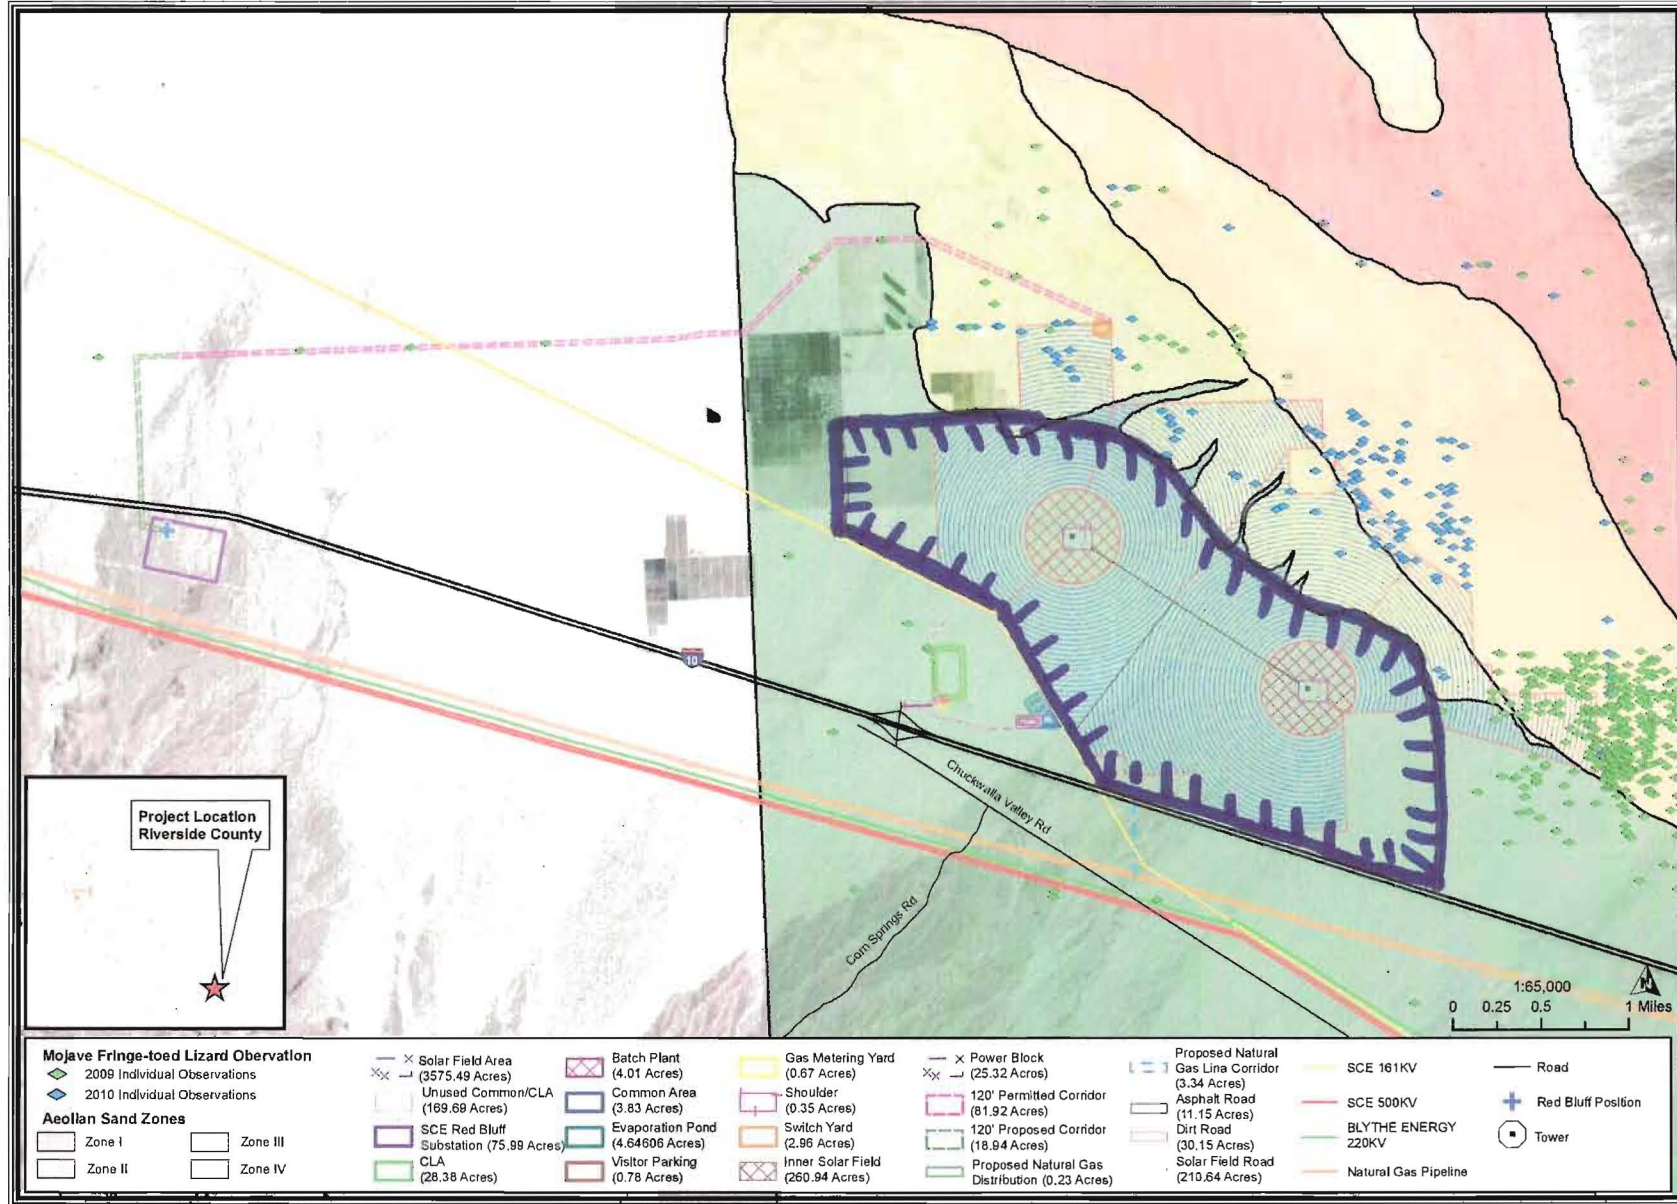 10
Chuckwalla Valley Rd
Corn Springs Rd
Project Location
Riverside County
1:65,000
N
0 0.25 0.5 1 Miles
Mojave Fringe-toed Lizard Obervation
2009 Individual Observations
2010 Individual Observations
Aeolian Sand Zones
Zone I
Zone II
Zone III
Zone IV
Solar Field Area
(3575.49 Acres)
Unused Common/CLA
(169.69 Acres)
SCE Red Bluff
Substation (75.99 Acres)
CLA
(28.38 Acres)
Batch Plant
(4.01 Acres)
Common Area
(3.83 Acres)
Evaporation Pond
(4.64606 Acres)
Visitor Parking
(0.78 Acres)
Gas Metering Yard
(0.67 Acres)
Shoulder
(0.35 Acres)
Switch Yard
(2.96 Acres)
Inner Solar Field
(260.94 Acres)
Power Block
(25.32 Acres)
120' Permitted Corridor
(81.92 Acres)
120' Proposed Corridor
(18.94 Acres)
Proposed Natural Gas
Distribution (0.23 Acres)
Proposed Natural
Gas Line Corridor
(3.34 Acres)
Asphalt Road
(11.15 Acres)
Dirt Road
(30.15 Acres)
Solar Field Road
(210.64 Acres)
SCE 161KV
SCE 500KV
BLYTHE ENERGY
220KV
Natural Gas Pipeline
Road
Red Bluff Position
Tower